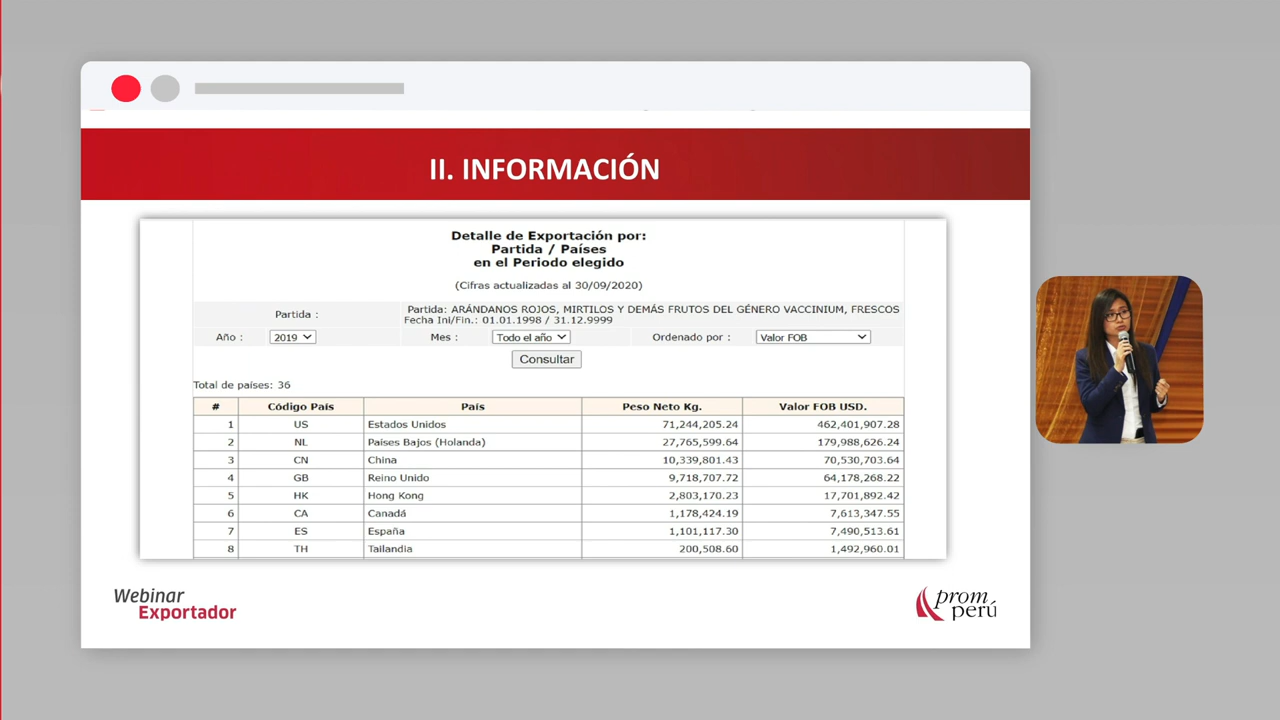 II. INFORMACIÓN
Detalle de Exportación por:
Partida / Países
en el Periodo elegido
(Cifras actualizadas al 30/09/2020)
Partida : Partida: ARÁNDANOS ROJOS, MIRTILOS Y DEMÁS FRUTOS DEL GÉNERO VACCINIUM, FRESCOS
Fecha Ini/Fin.: 01.01.1998 / 31.12.9999
Año : 2019 Mes : Todo el año Ordenado por : Valor FOB
Consultar
Total de países: 36
# Código País País Peso Neto Kg. Valor FOB USD.
1 US Estados Unidos 71,244,205.24 462,401,907.28
2 NL Países Bajos (Holanda) 27,765,599.64 179,988,626.24
3 CN China 10,339,801.43 70,530,703.64
4 GB Reino Unido 9,718,707.72 64,178,268.22
5 HK Hong Kong 2,803,170.23 17,701,892.42
6 CA Canadá 1,178,424.19 7,613,347.55
7 ES España 1,101,117.30 7,490,513.61
8 TH Tailandia 200,508.60 1,492,960.01
Webinar
Exportador
prom
perú